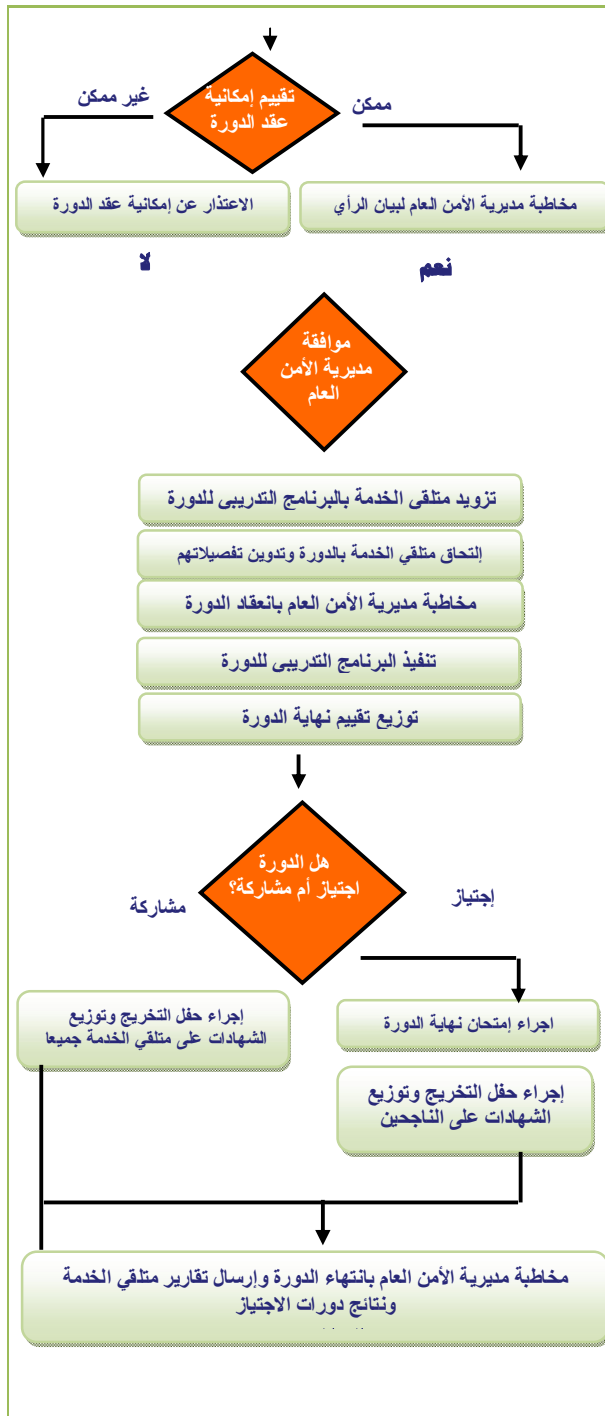 تقييم إمكانية
عقد الدورة
ممكن
غير ممكن
مخاطبة مديرية الأمن العام لبيان الرأي
الاعتذار عن إمكانية عقد الدورة
نعم
لا
موافقة
مديرية الأمن
العام
تزويد متلقي الخدمة بالبرنامج التدريبي للدورة
إلتحاق متلقي الخدمة بالدورة وتدوين تفصيلاتهم
مخاطبة مديرية الأمن العام بانعقاد الدورة
تنفيذ البرنامج التدريبي للدورة
توزيع تقييم نهاية الدورة
هل الدورة
اجتياز أم مشاركة؟
إجتياز
مشاركة
اجراء إمتحان نهاية الدورة
إجراء حفل التخريج وتوزيع
الشهادات على متلقي الخدمة جميعا
إجراء حفل التخريج وتوزيع
الشهادات على الناجحين
مخاطبة مديرية الأمن العام بانتهاء الدورة وإرسال تقارير متلقي الخدمة
ونتائج دورات الاجتياز